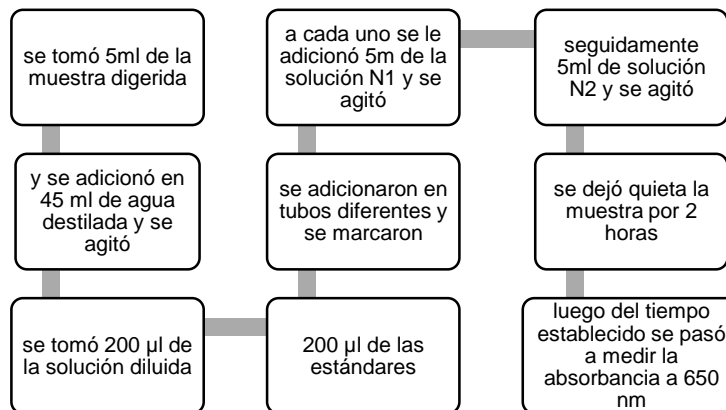 se tomó 5ml de la
muestra digerida
y se adicionó en
45 ml de agua
destilada y se
agitó
se tomó 200 µl de
la solución diluida
200 µl de las
estándares
se adicionaron en
tubos diferentes y
se marcaron
a cada uno se le
adicionó 5m de la
solución N1 y se
agitó
seguidamente
5ml de solución
N2 y se agitó
se dejó quieta la
muestra por 2
horas
luego del tiempo
establecido se pasó
a medir la
absorbancia a 650
nm